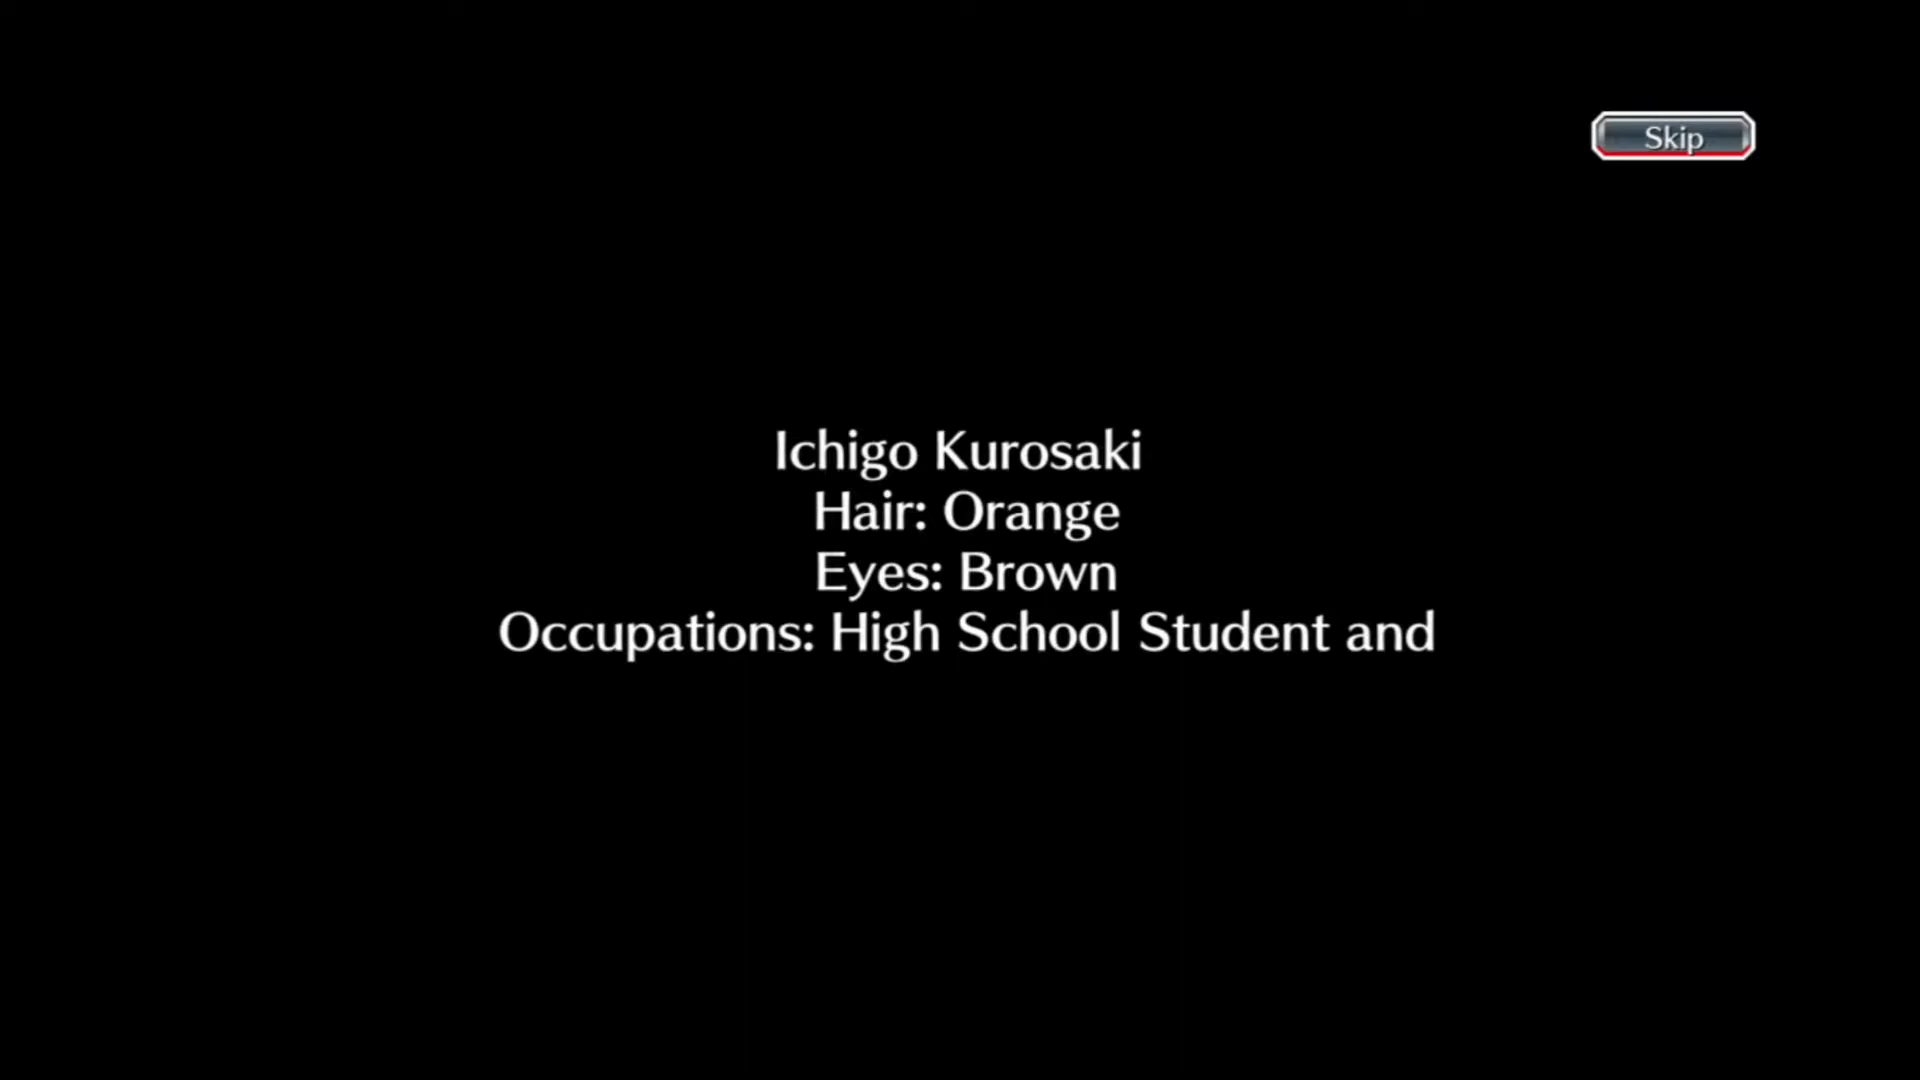 Skip
Ichigo Kurosaki
Hair: Orange
Eyes: Brown
Occupations: High School Student and